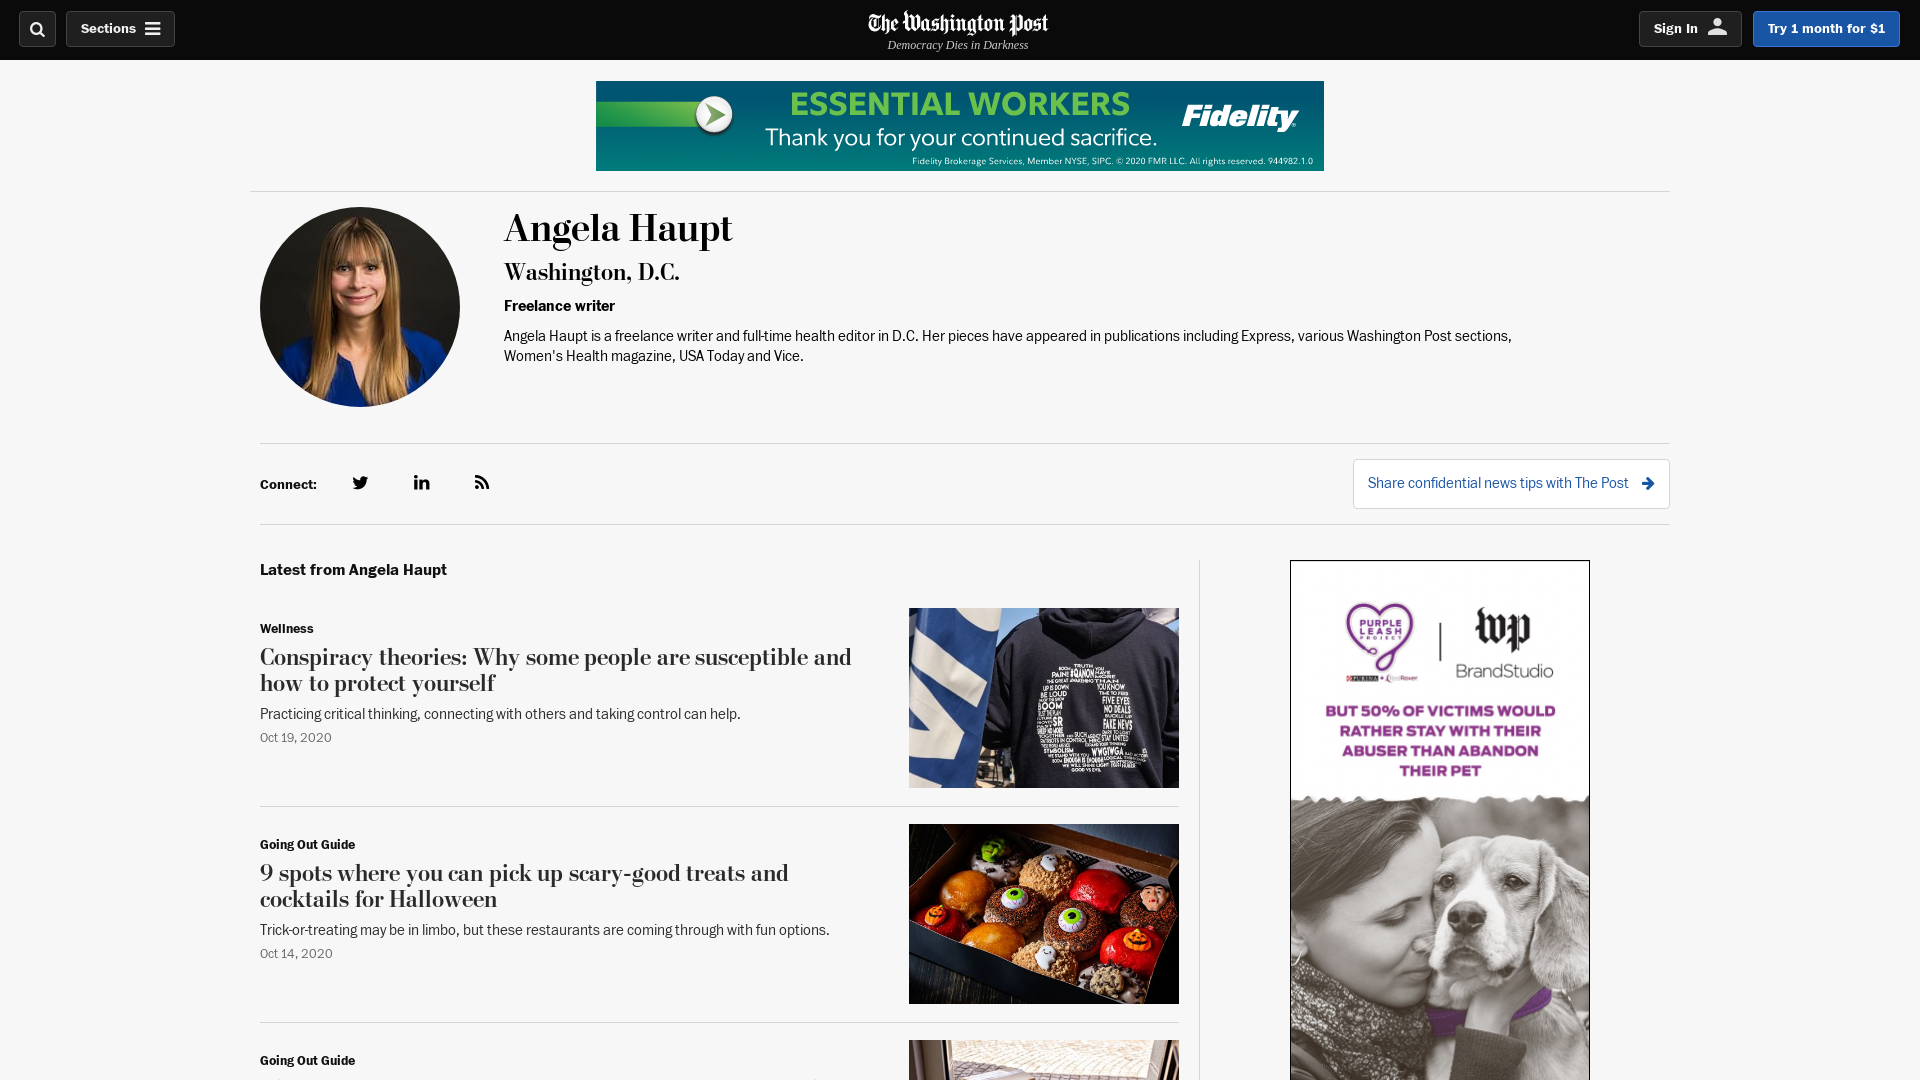 Sections
The Washington Post
Democracy Dies in Darkness
Sign In
Try 1 month for $1
ESSENTIAL WORKERS
Thank you for your continued sacrifice.
Fidelity
Fidelity Brokerage Services, Member NYSE, SIPC. © 2020 FMR LLC. All rights reserved. 944982.1.0
Angela Haupt
Washington, D.C.
Freelance writer
Angela Haupt is a freelance writer and full-time health editor in D.C. Her pieces have appeared in publications including Express, various Washington Post sections,
Women's Health magazine, USA Today and Vice.
Connect:
Share confidential news tips with The Post
Latest from Angela Haupt
Wellness
Conspiracy theories: Why some people are susceptible and
how to protect yourself
Practicing critical thinking, connecting with others and taking control can help.
Oct 19, 2020
Going Out Guide
9 spots where you can pick up scary-good treats and
cocktails for Halloween
Trick-or-treating may be in limbo, but these restaurants are coming through with fun options.
Oct 14, 2020
Going Out Guide
PURPLE
LEASH
PROJECT
PURINA +
wp
BrandStudio
BUT 50% OF VICTIMS WOULD
RATHER STAY WITH THEIR
ABUSER THAN ABANDON
THEIR PET